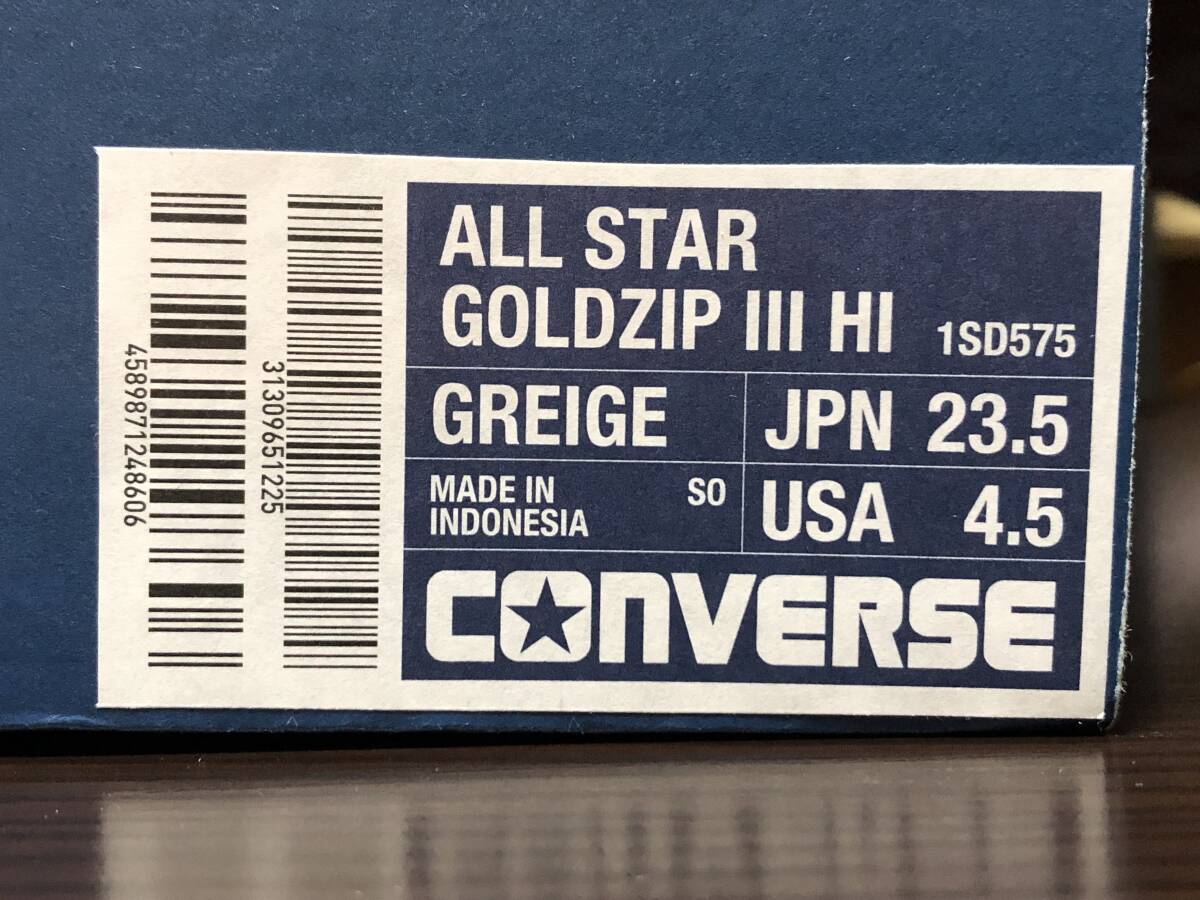 ALL STAR
GOLDZIP III HI 1SD575
GREIGE
JPN 23.5
MADE IN
INDONESIA
SO
USA 4.5
CONVERSE
4589871248606
31309651225